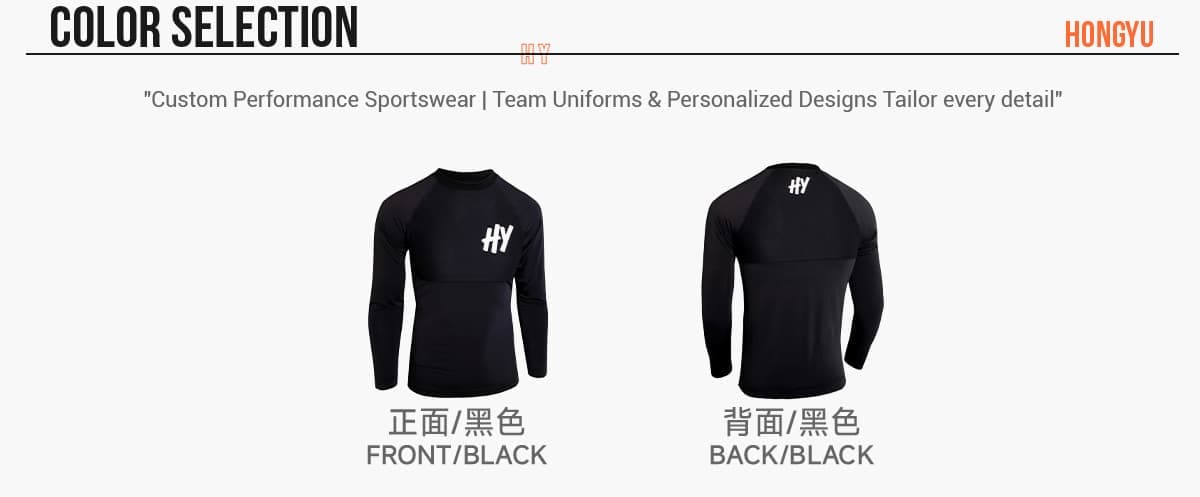 COLOR SELECTION
HONGYU
HY
"Custom Performance Sportswear | Team Uniforms & Personalized Designs Tailor every detail"
HY
HY
正面/黑色
FRONT/BLACK
背面/黑色
BACK/BLACK